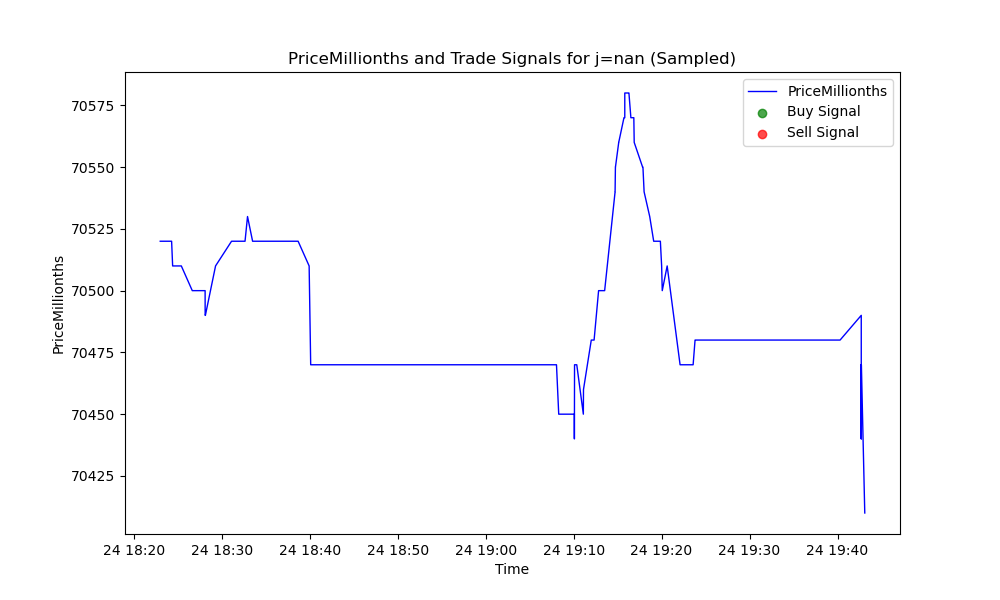 PriceMillionths and Trade Signals for j=nan (Sampled)
PriceMillionths
Buy Signal
Sell Signal
PriceMillionths
70575
70550
70525
70500
70475
70450
70425
24 18:20 24 18:30 24 18:40 24 18:50 24 19:00 24 19:10 24 19:20 24 19:30 24 19:40
Time